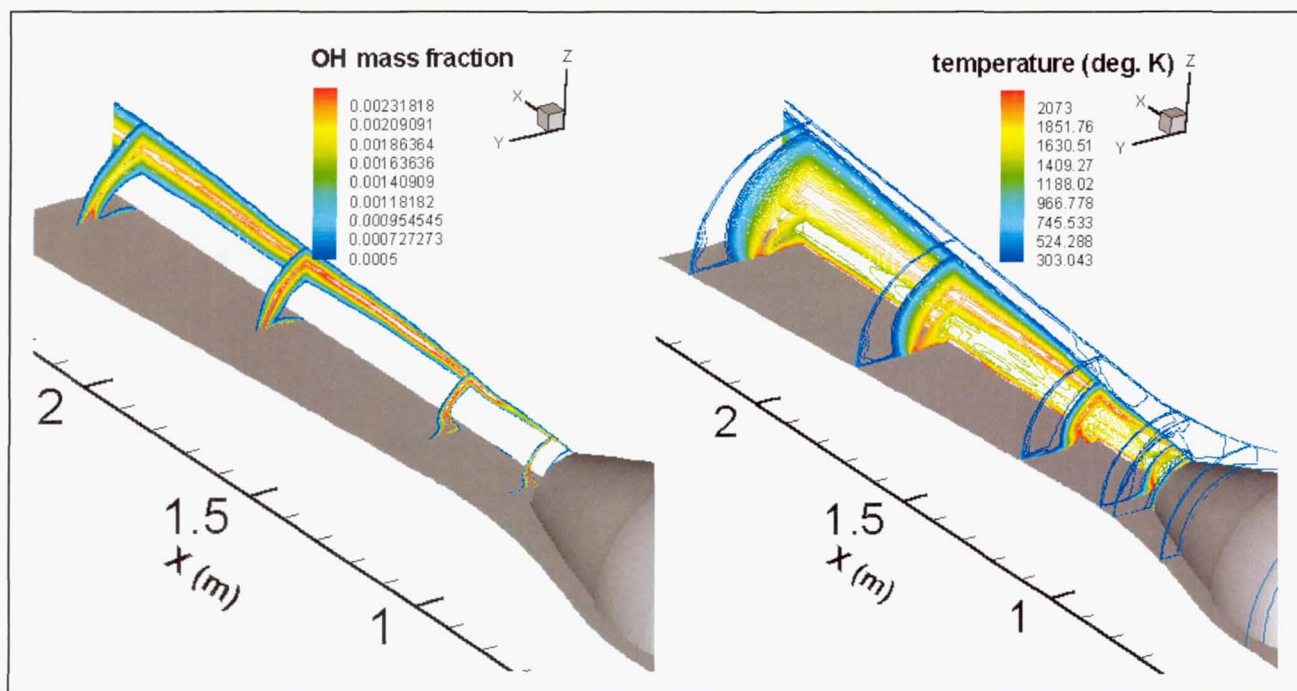 OH mass fraction
0.00231818
0.00209091
0.00186364
0.00163636
0.00140909
0.00118182
0.000954545
0.000727273
0.0005
Z
X
Y
2
1.5
X (m)
1
temperature (deg. K)
2073
1851.76
1630.51
1409.27
1188.02
966.778
745.533
524.288
303.043
Z
X
Y
2
1.5
X (m)
1